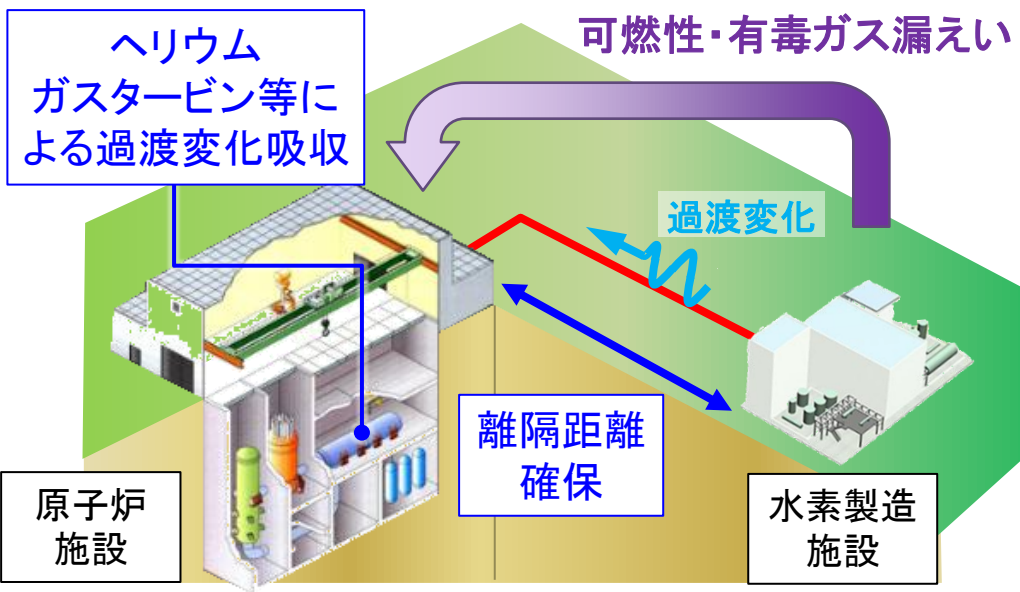 可燃性・有毒ガス漏えい
ヘリウム
ガスタービン等に
よる過渡変化吸収
過渡変化
離隔距離
確保
原子炉
施設
水素製造
施設